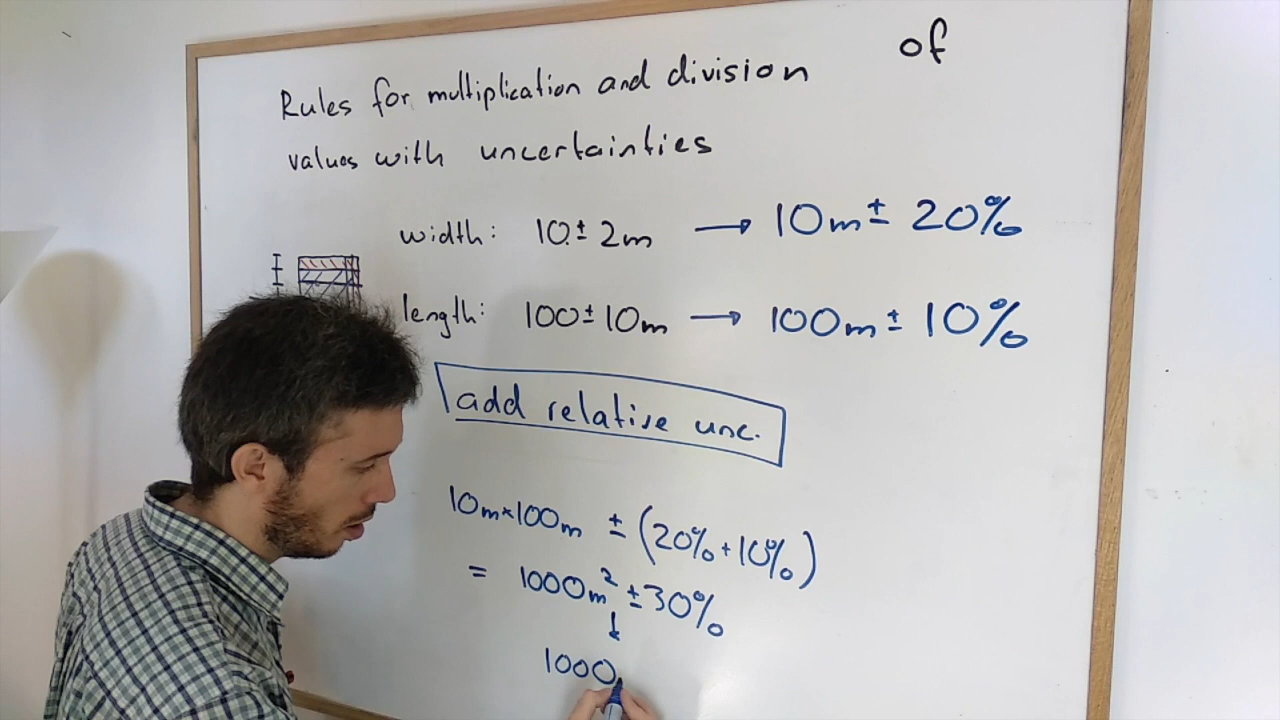 Rules for multiplication and division of
values with uncertainties
width: 10 ± 2m → 10m ± 20%
length: 100 ± 10m → 100m ± 10%
add relative unc.
10m×100m ± (20% + 10%)
= 1000m² ± 30%
↓
1000